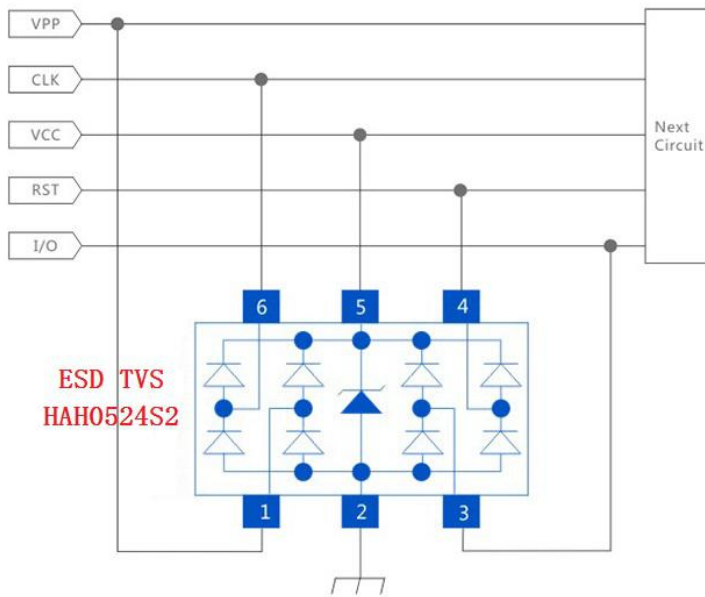 VPP
CLK
VCC
RST
I/O
Next
Circuit
6
5
4
ESD TVS
HAH0524S2
1
2
3